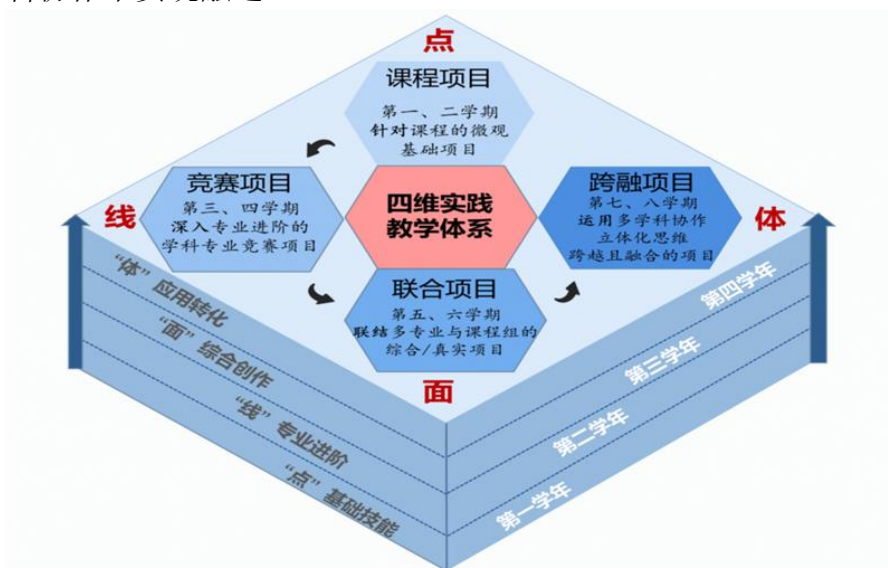 点
课程项目
第一、二学期
针对课程的微观
基础项目
竞赛项目
第三、四学期
深入专业进阶的
学科专业竞赛项目
线
四维实践
教学体系
跨融项目
第七、八学期
运用多学科协作
立体化思维
跨越且融合的项目
体
联合项目
第五、六学期
联结多专业与课程组的
综合/真实项目
面
“体” 应用转化
“面” 综合创作
“线” 专业进阶
“点” 基础技能
第四学年
第三学年
第二学年
第一学年